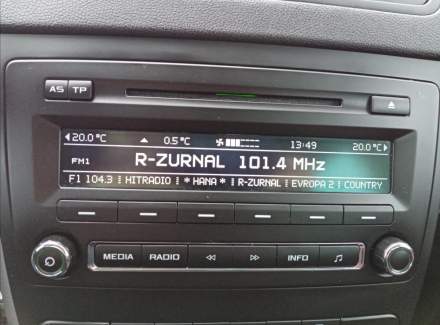 AS TP
20.0 °C 0.5°C 13:49 20.0 °C
FM1 R-ZURNAL 101.4 MHz
F1 104.3 HITRADIO *HANA* R-ZURNAL EVROPA 2 COUNTRY
MEDIA RADIO INFO